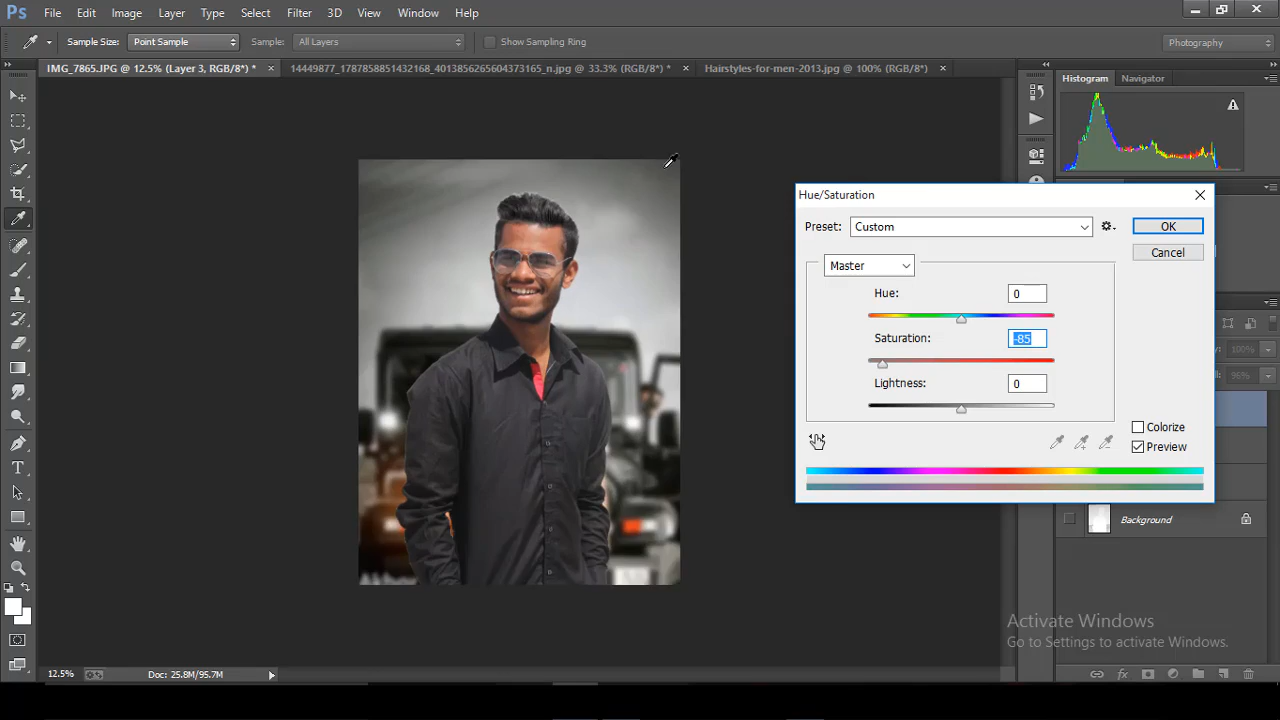 Ps File Edit Image Layer Type Select Filter 3D View Window Help
Sample Size: Point Sample Sample: All Layers Show Sampling Ring Photography
IMG_7865.JPG @ 12.5% (Layer 3, RGB/8*) * 14449877_1787858851432168_4013856265604373165_n.jpg @ 33.3% (RGB/8*) * Hairstyles-for-men-2013.jpg @ 100% (RGB/8*)
Histogram Navigator
Hue/Saturation
Preset: Custom OK
Cancel
Master
Hue: 0
Saturation: -85
100%
Lightness: 0
96%
Colorize
Preview
Background
T
Activate Windows
Go to Settings to activate Windows.
12.5% Doc: 25.8M/95.7M fx